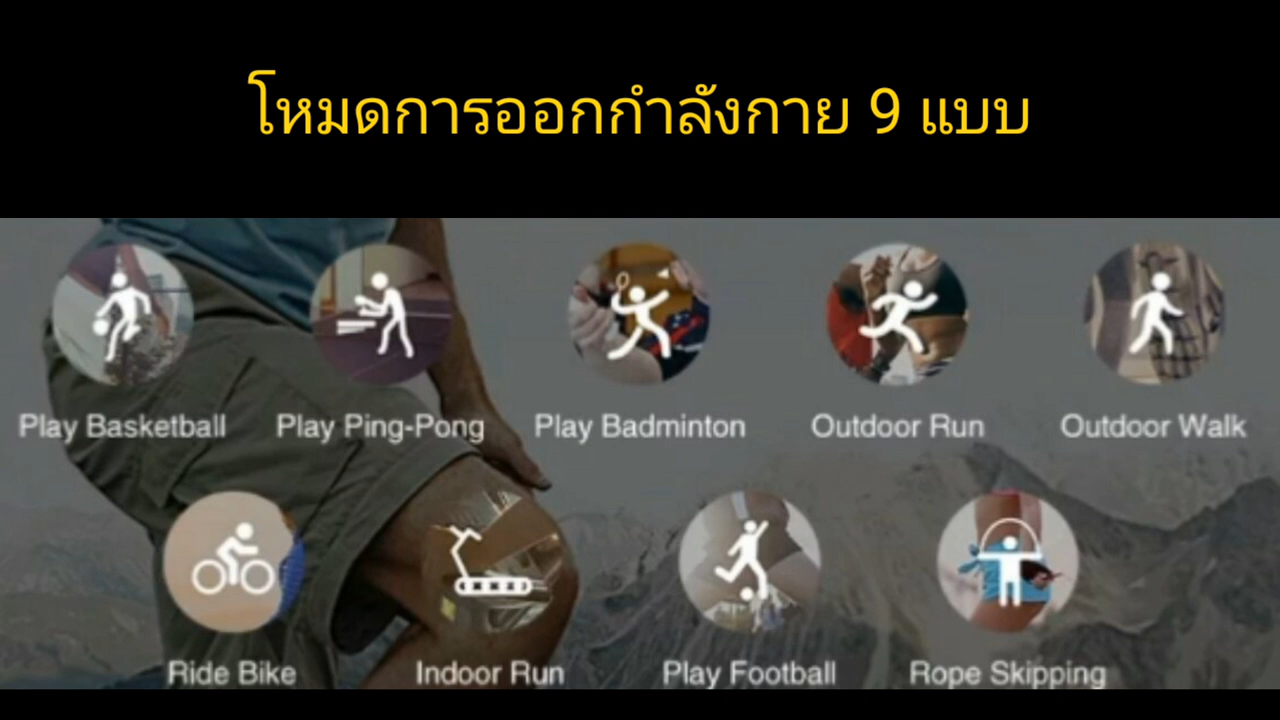 โหมดการออกกำลังกาย 9 แบบ
Play Basketball Play Ping-Pong Play Badminton Outdoor Run Outdoor Walk
Ride Bike Indoor Run Play Football Rope Skipping